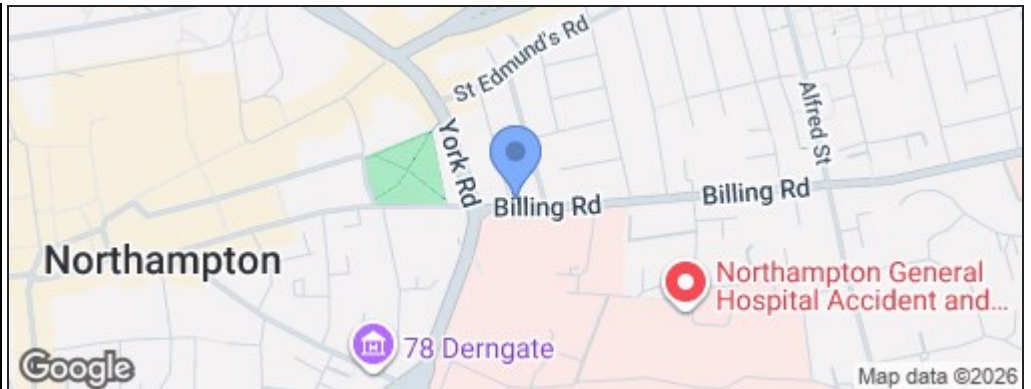 St Edmund's Rd
York Rd
Alfred St
Billing Rd
Billing Rd
Northampton
Northampton General
Hospital Accident and...
78 Derngate
Google
Map data ©2026